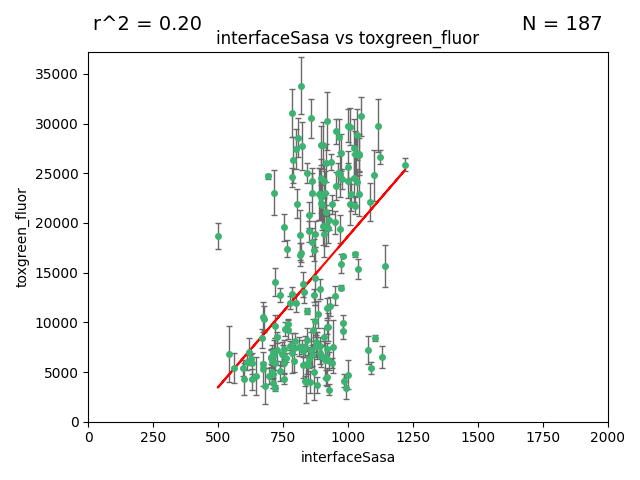 r^2 = 0.20
N = 187
interfaceSasa vs toxgreen_fluor
35000
30000
25000
20000
15000
10000
5000
0
toxgreen_fluor
0 250 500 750 1000 1250 1500 1750 2000
interfaceSasa